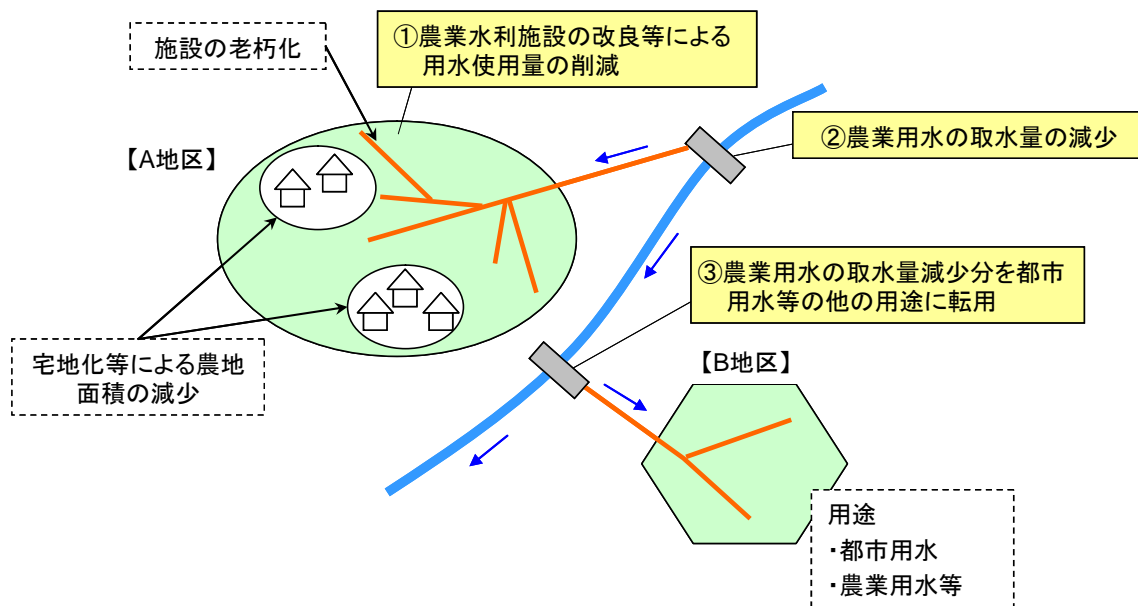 施設の老朽化
①農業水利施設の改良等による
用水使用量の削減
【A地区】
②農業用水の取水量の減少
③農業用水の取水量減少分を都市
用水等の他の用途に転用
宅地化等による農地
面積の減少
【B地区】
用途
・都市用水
・農業用水等